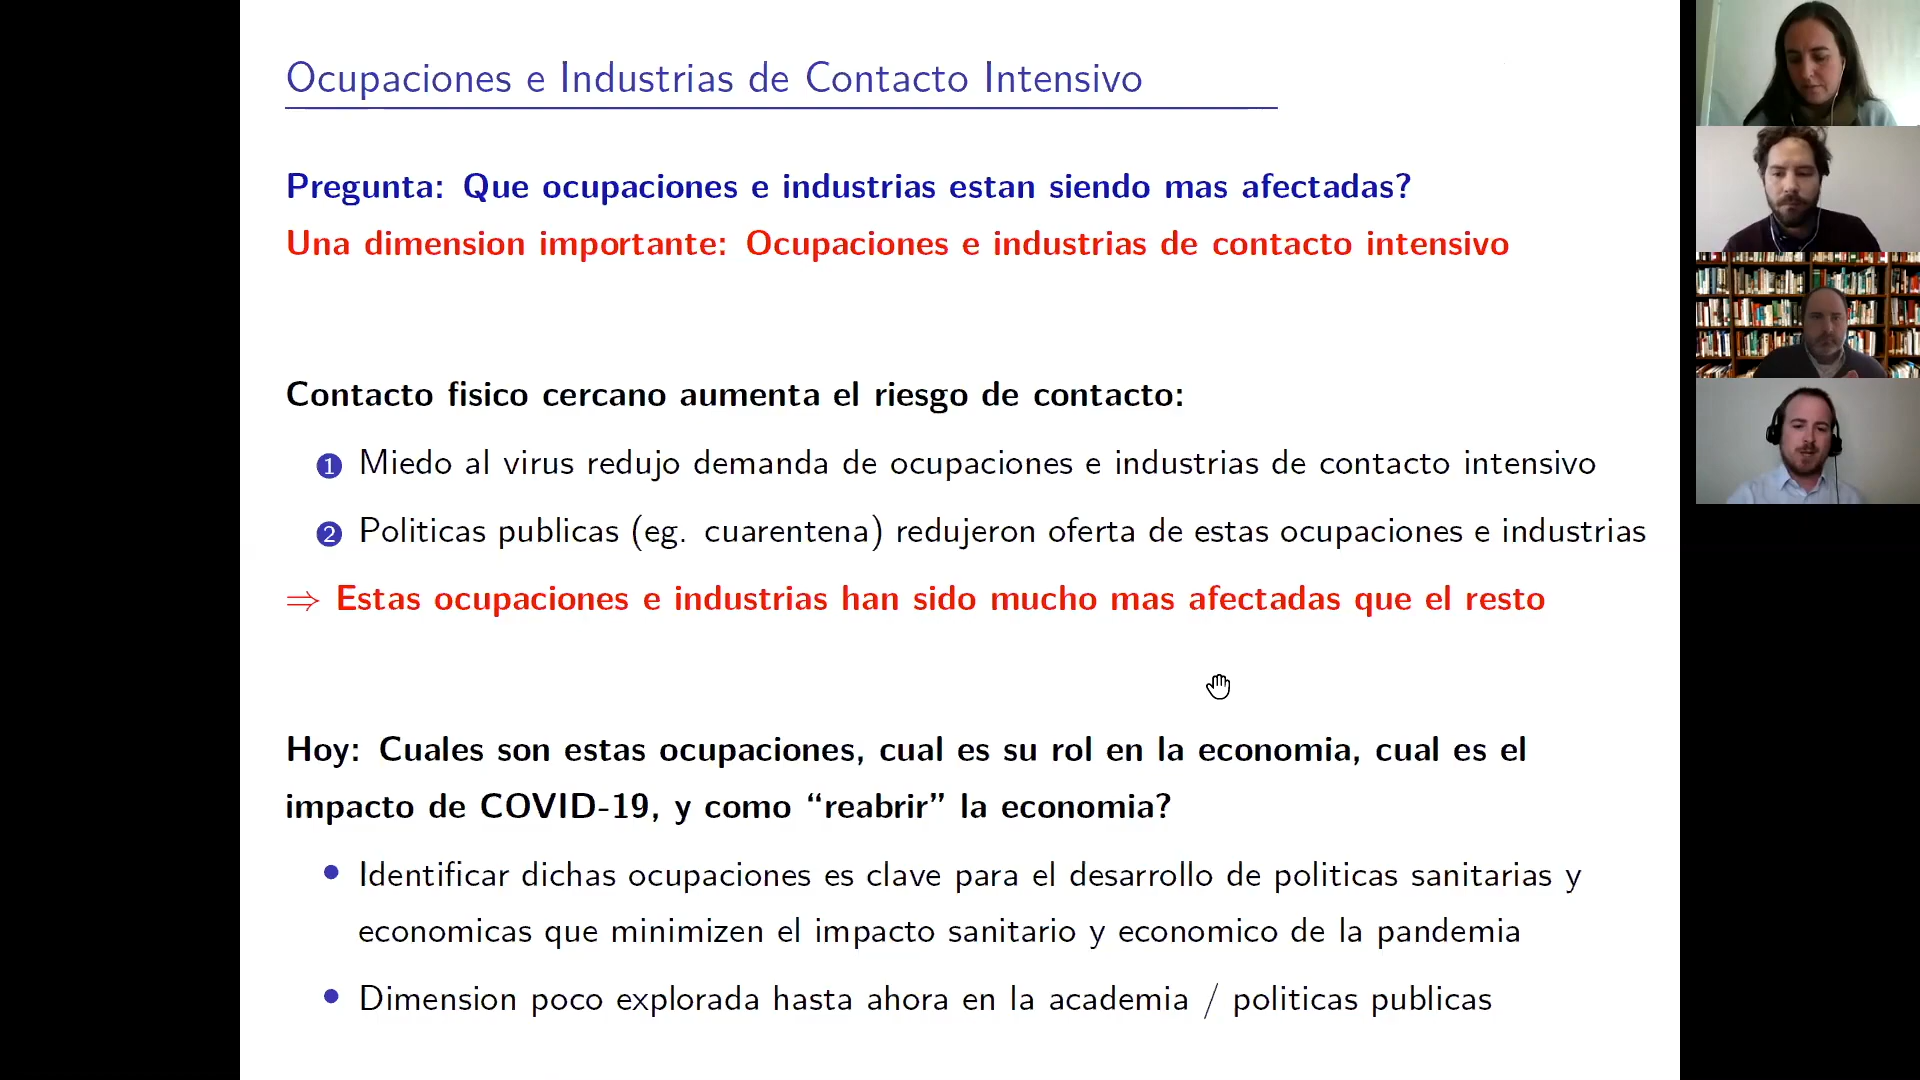 Ocupaciones e Industrias de Contacto Intensivo
Pregunta: Que ocupaciones e industrias estan siendo mas afectadas?
Una dimension importante: Ocupaciones e industrias de contacto intensivo
Contacto fisico cercano aumenta el riesgo de contacto:
1 Miedo al virus redujo demanda de ocupaciones e industrias de contacto intensivo
2 Politicas publicas (eg. cuarentena) redujeron oferta de estas ocupaciones e industrias
⇒ Estas ocupaciones e industrias han sido mucho mas afectadas que el resto
Hoy: Cuales son estas ocupaciones, cual es su rol en la economia, cual es el
impacto de COVID-19, y como “reabrir” la economia?
• Identificar dichas ocupaciones es clave para el desarrollo de politicas sanitarias y
economicas que minimizen el impacto sanitario y economico de la pandemia
• Dimension poco explorada hasta ahora en la academia / politicas publicas